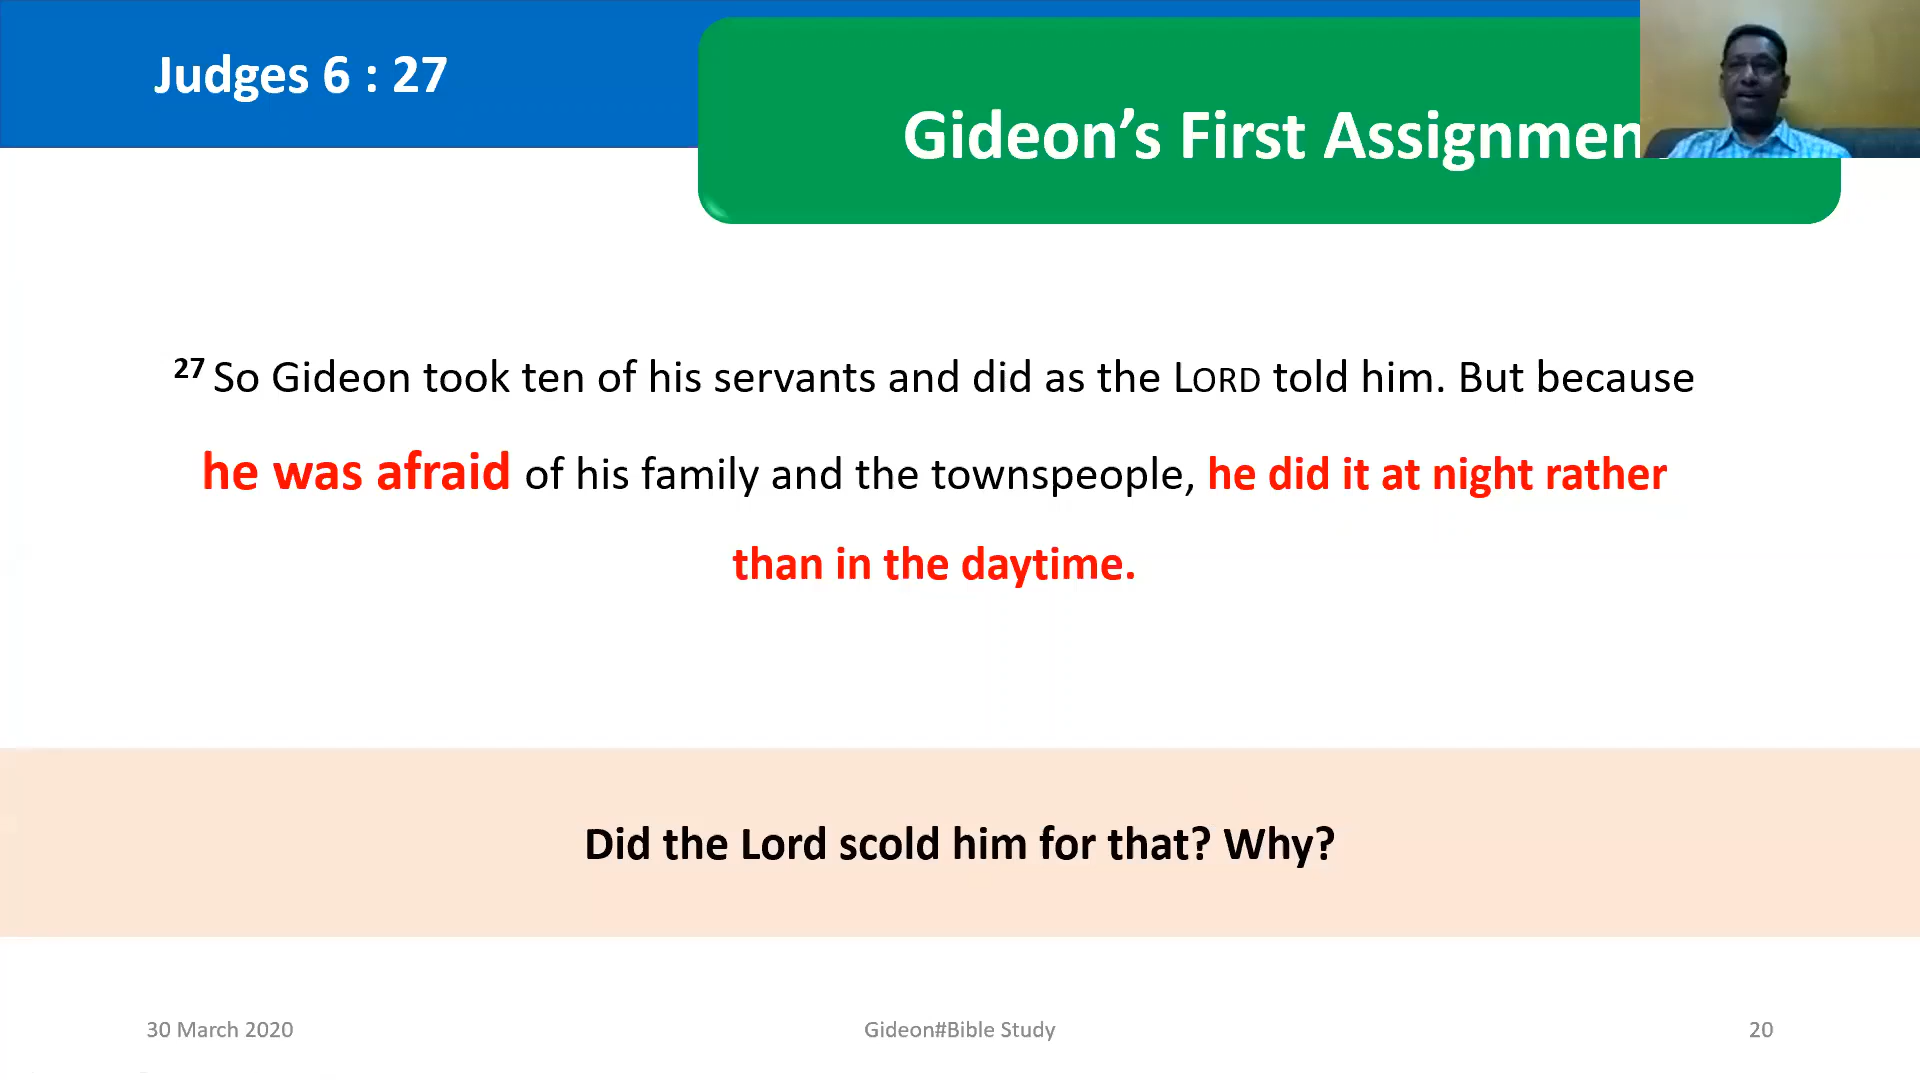 Judges 6 : 27
Gideon’s First Assignmen
27 So Gideon took ten of his servants and did as the LORD told him. But because
he was afraid of his family and the townspeople, he did it at night rather
than in the daytime.
Did the Lord scold him for that? Why?
30 March 2020
Gideon#Bible Study
20